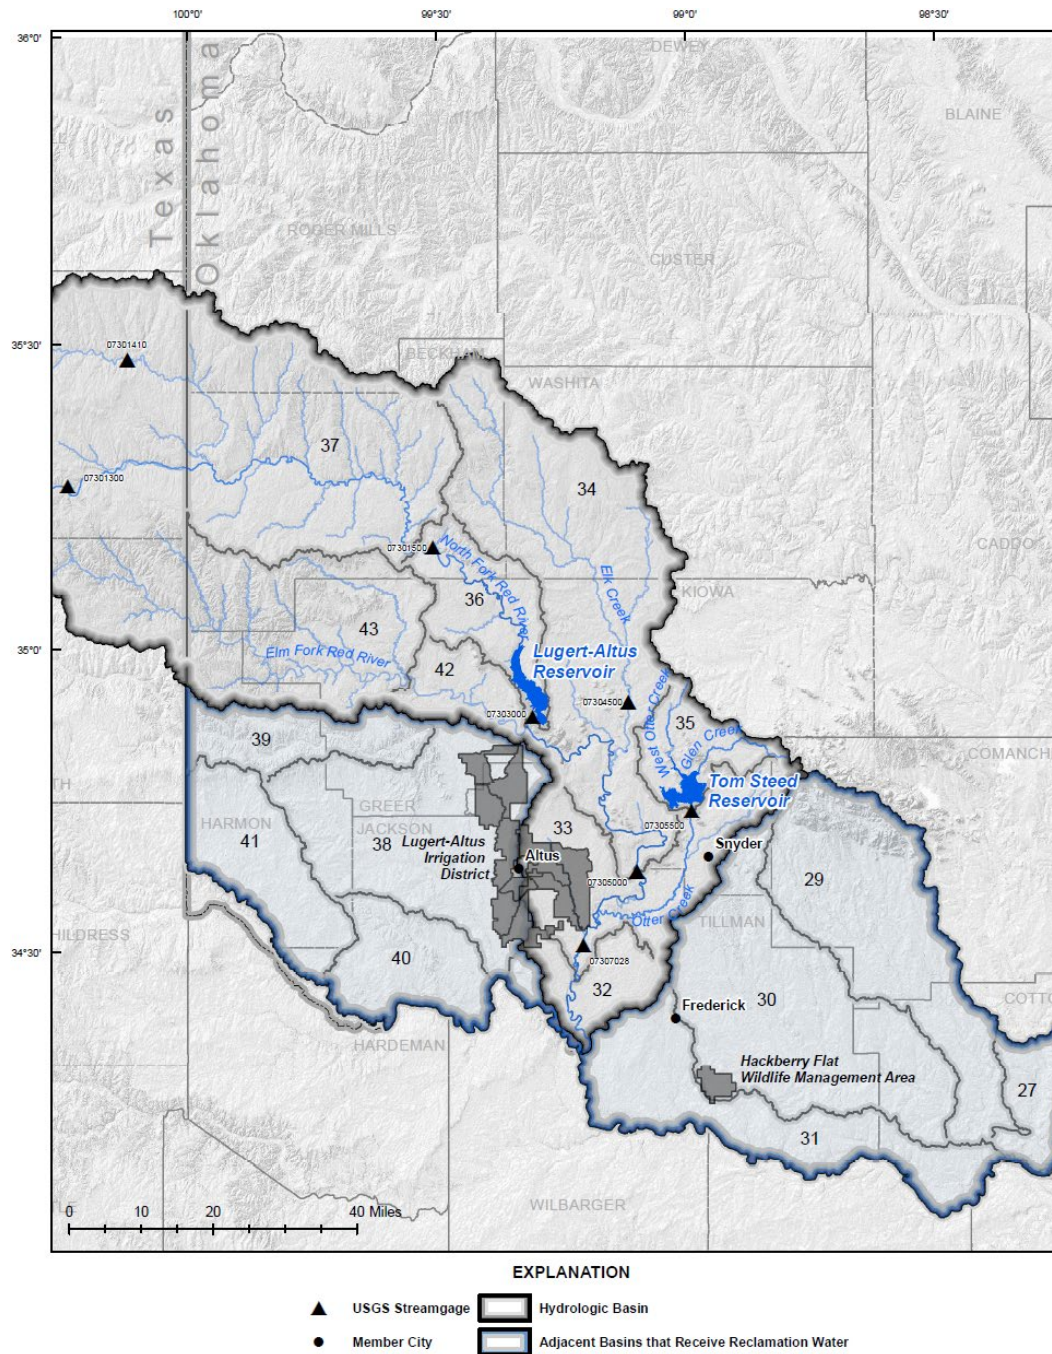 100°0'
99°30'
99°0'
98°30'
36°0'
35°30'
35°0'
34°30'
Texas
Oklahoma
DEWEY
BLAINE
ROGER MILLS
CUSTER
07301410
BECKHAM
WASHITA
37
07301300
34
07301500
North Fork Red River
CADDO
Elk Creek
KIOWA
36
43
Elm Fork Red River
42
Lugert-Altus
Reservoir
07303000
07304500
West Otter Creek
35
Glen Creek
39
COMANCH
Tom Steed
Reservoir
TH
GREER
HARMON
JACKSON
41
38
Lugert-Altus
Irrigation
District
33
07305500
Altus
Snyder
07305000
29
Otter Creek
TILLMAN
HILDRESS
40
07307028
32
30
COTTO
Frederick
HARDEMAN
Hackberry Flat
Wildlife Management Area
27
31
WILBARGER
TLE
0 10 20 40 Miles
EXPLANATION
USGS Streamgage
Hydrologic Basin
Member City
Adjacent Basins that Receive Reclamation Water